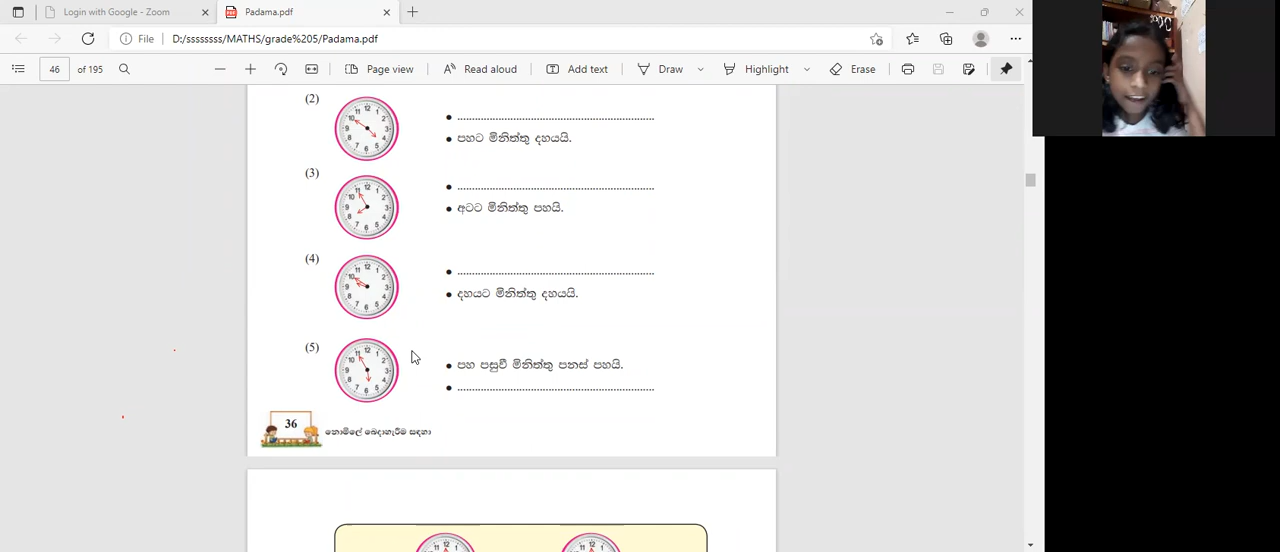 Login with Google - Zoom
Padama.pdf
File
D:/ssssssss/MATHS/grade%205/Padama.pdf
46 of 195
Page view
Read aloud
Add text
Draw
Highlight
Erase
(2)
පහට මිනිත්තු දහයයි.
(3)
අටට මිනිත්තු පහයි.
(4)
දහයට මිනිත්තු දහයයි.
(5)
පහ පසුවී මිනිත්තු පනස් පහයි.
36
නොමිලේ බෙදාහැරීම සඳහා